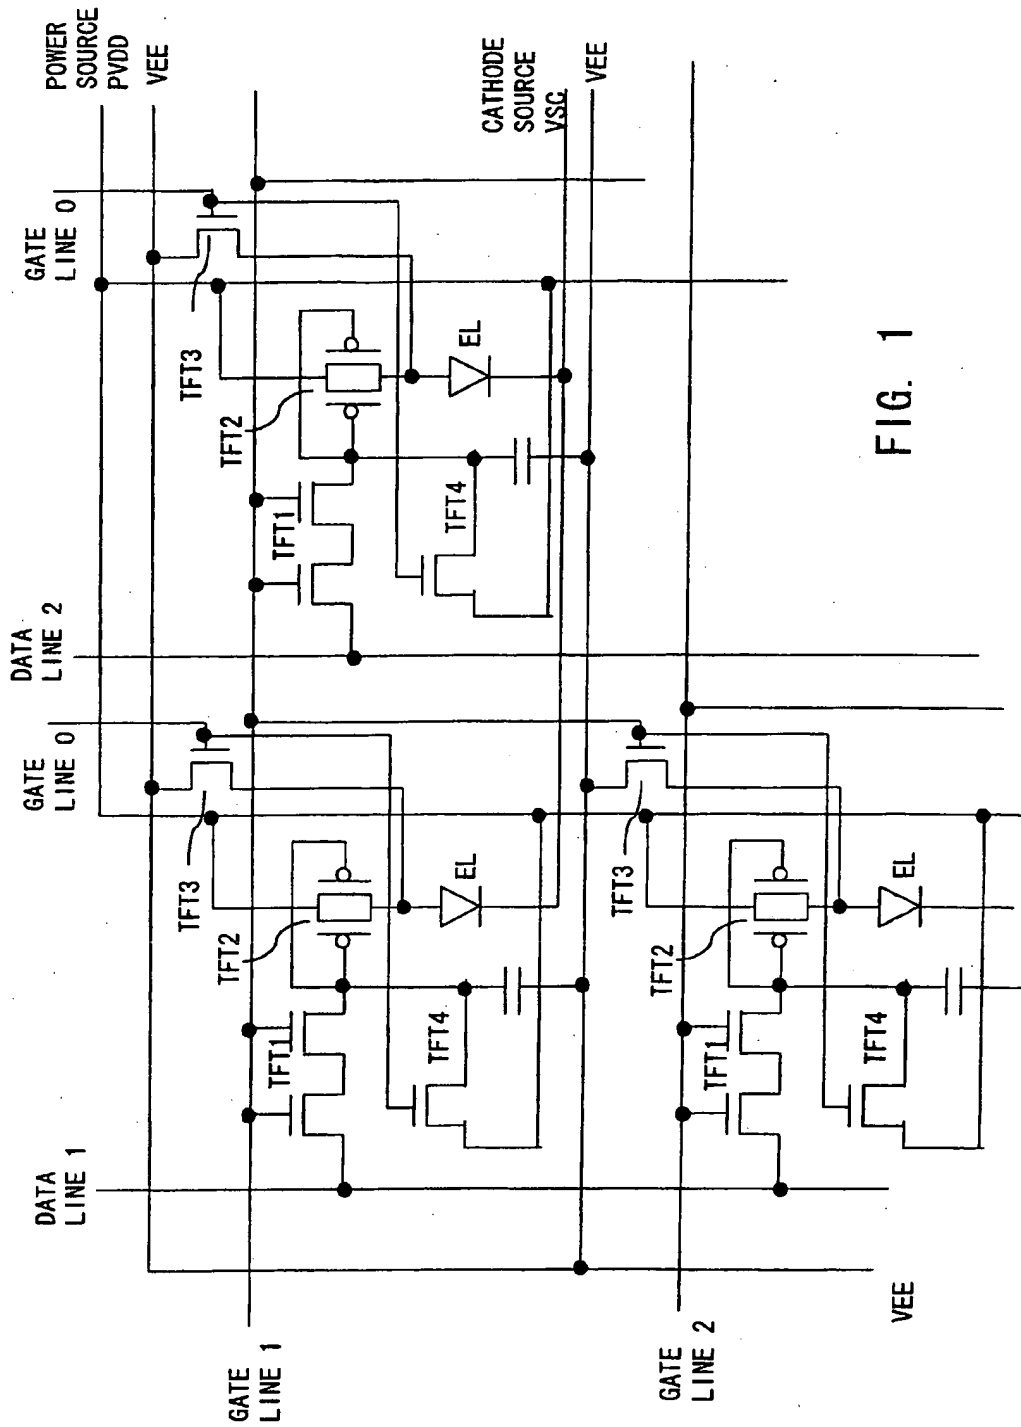 POWER
SOURCE
PVDD
VEE
GATE
LINE 0
CATHODE
SOURCE
VSC
VEE
TFT3
TFT2
EL
TFT1
TFT4
DATA
LINE 2
GATE
LINE 0
TFT3
TFT2
EL
TFT1
TFT4
TFT3
TFT2
EL
TFT1
TFT4
DATA
LINE 1
GATE
LINE 1
GATE
LINE 2
VEE
FIG. 1